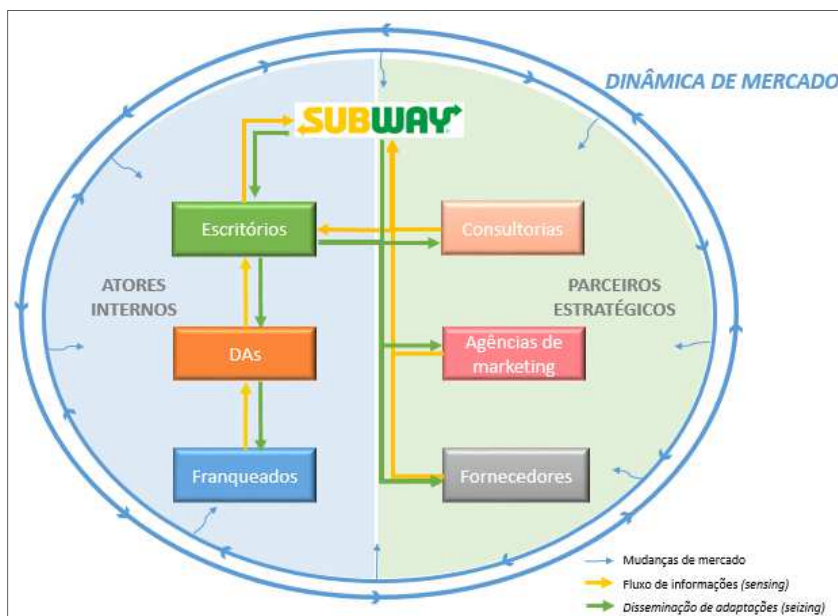 DINÂMICA DE MERCADO
SUBWAY
Escritórios
Consultorias
ATORES
INTERNOS
PARCEIROS
ESTRATÉGICOS
DAs
Agências de
marketing
Franqueados
Fornecedores
Mudanças de mercado
Fluxo de informações (sensing)
Disseminação de adaptações (seizing)